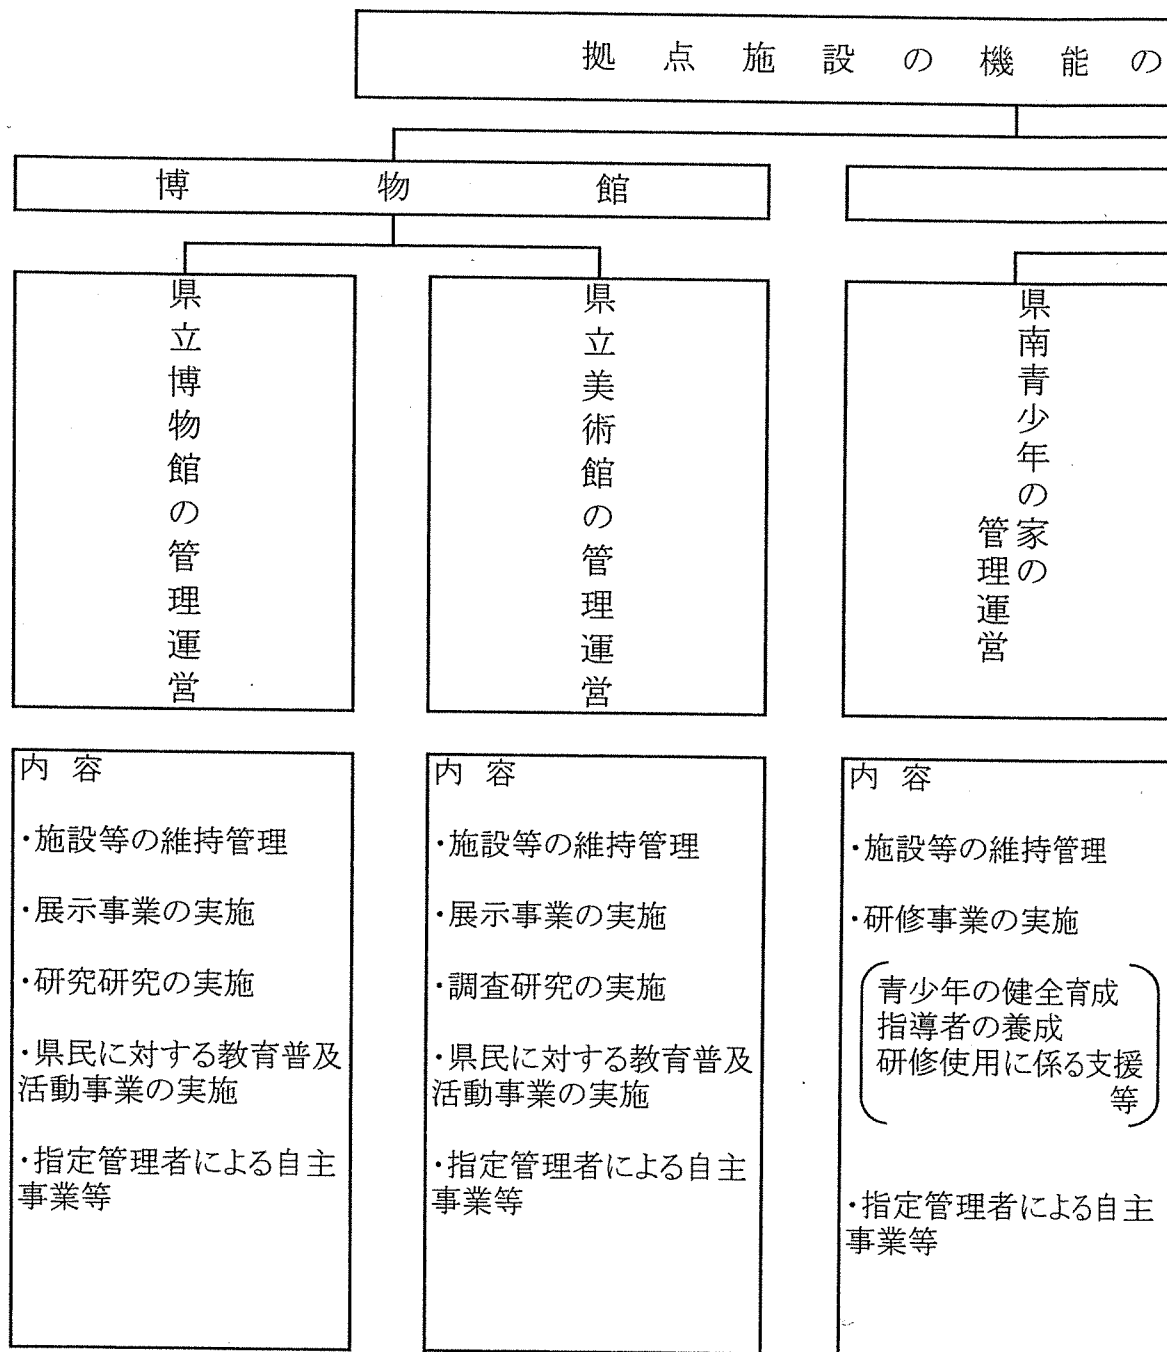 拠点施設の機能の
博物館
県立博物館の管理運営
県立美術館の管理運営
県南青少年の家の
管理運営
内容
・施設等の維持管理
・展示事業の実施
・研究研究の実施
・県民に対する教育普及
活動事業の実施
・指定管理者による自主
事業等
内容
・施設等の維持管理
・展示事業の実施
・調査研究の実施
・県民に対する教育普及
活動事業の実施
・指定管理者による自主
事業等
内容
・施設等の維持管理
・研修事業の実施
青少年の健全育成
指導者の養成
研修使用に係る支援
等
・指定管理者による自主
事業等